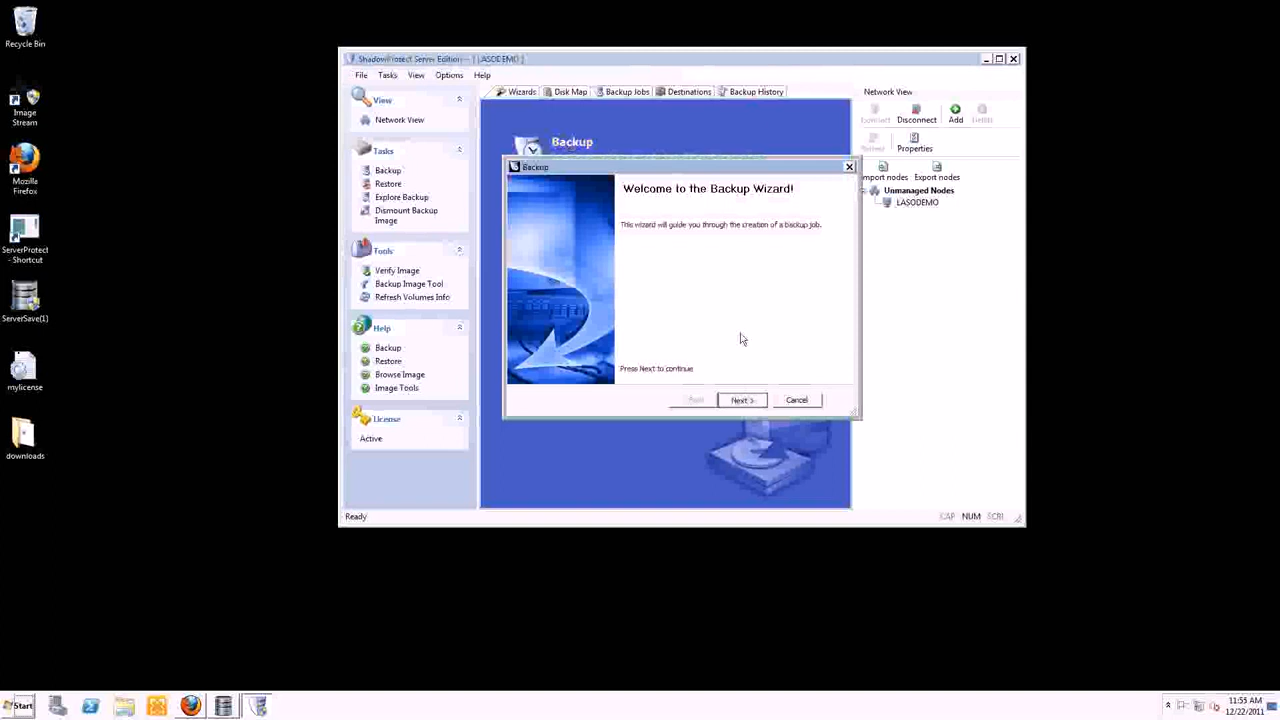 Recycle Bin
Image
Stream
Mozilla
Firefox
ServerProtect
- Shortcut
ServerSave(1)
mylicense
downloads
ShadowProtect Server Edition
File Tasks View Options Help
View
Network View
Tasks
Backup
Restore
Explore Backup
Dismount Backup
Image
Tools
Verify Image
Backup Image Tool
Refresh Volumes Info
Help
Backup
Restore
Browse Image
Image Tools
License
Active
Wizards Disk Map Backup Jobs Destinations Backup History
Backup
Backup
Welcome to the Backup Wizard!
This wizard will guide you through the creation of a backup job.
Press Next to continue
Next > Cancel
Network View
Disconnect Add
Properties
Import nodes Export nodes
Unmanaged Nodes
LASODEMO
Ready
CAP NUM SCRL
Start
11:55 AM
12/22/2011